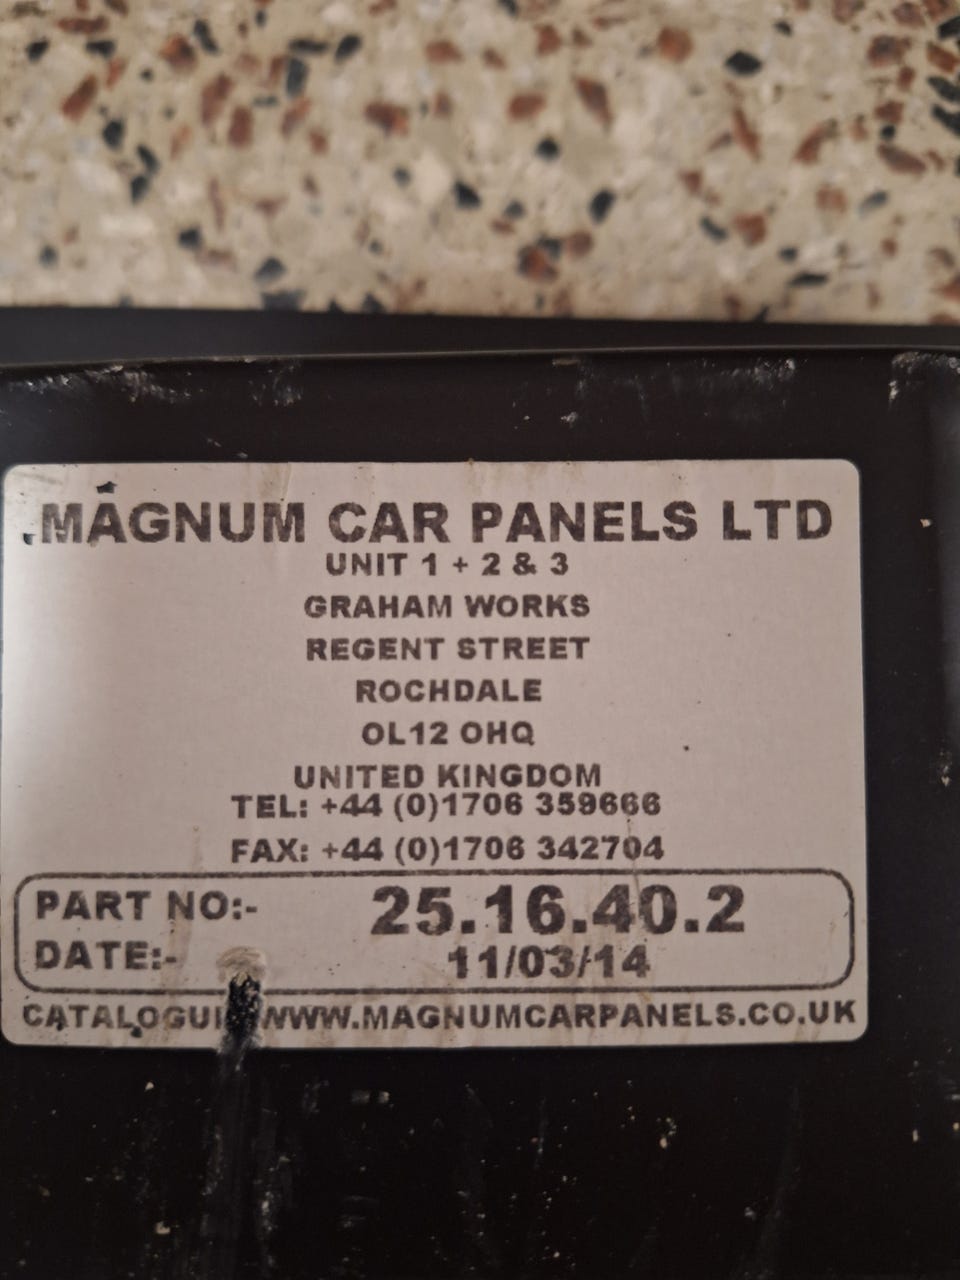 MAGNUM CAR PANELS LTD
UNIT 1 + 2 & 3
GRAHAM WORKS
REGENT STREET
ROCHDALE
OL12 OHQ
UNITED KINGDOM
TEL: +44 (0)1706 359666
FAX: +44 (0)1706 342704
PART NO:- 25.16.40.2
DATE:- 11/03/14
WWW.MAGNUMCARPANELS.CO.UK